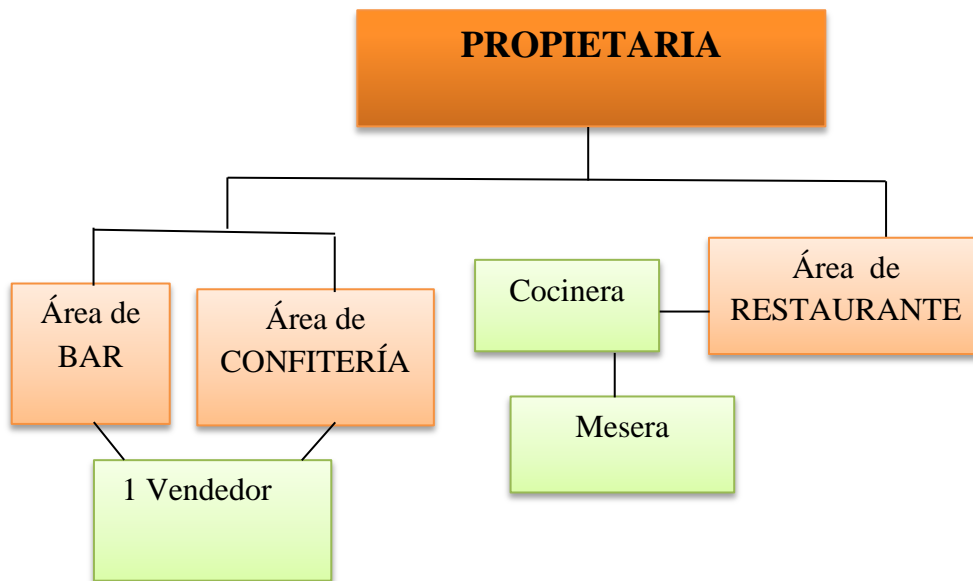 PROPIETARIA
Área de
BAR
Área de
CONFITERÍA
1 Vendedor
Cocinera
Mesera
Área de
RESTAURANTE